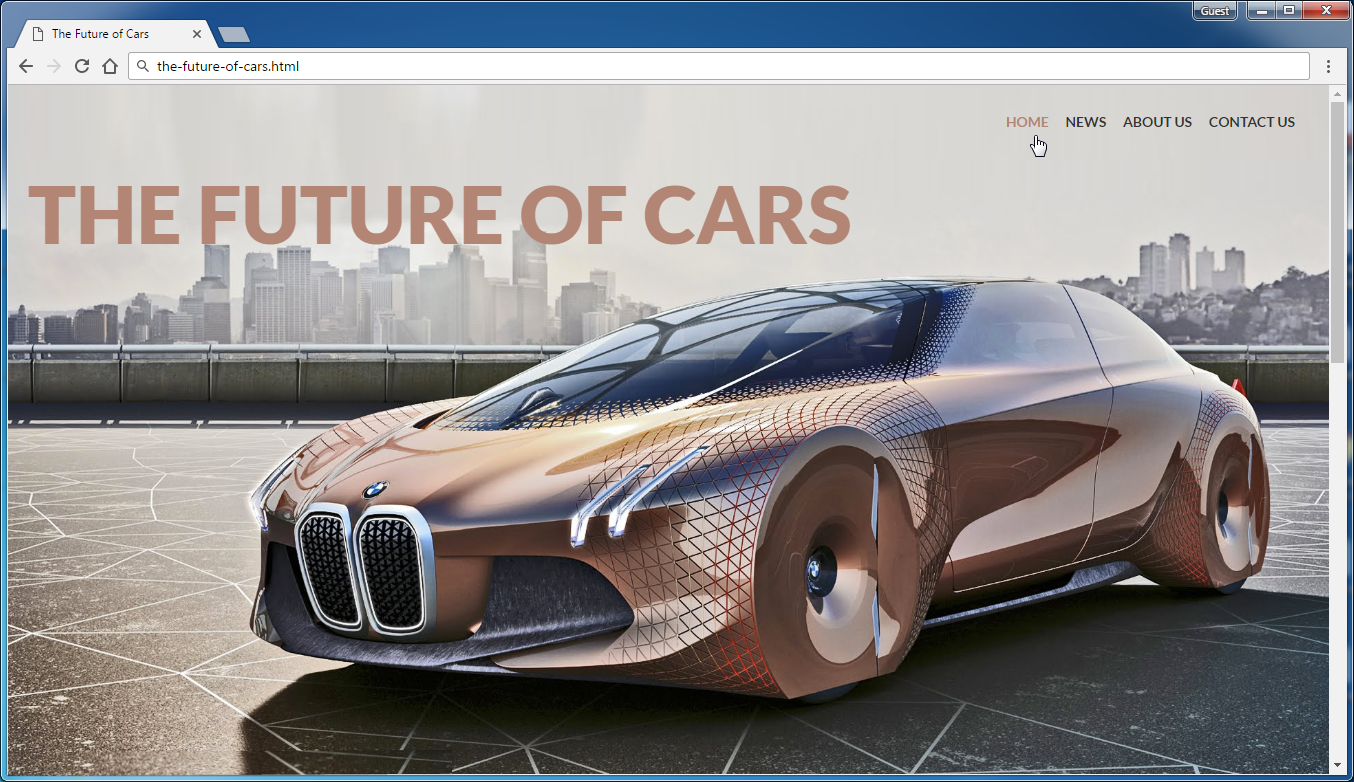 Guest
The Future of Cars
the-future-of-cars.html
HOME NEWS ABOUT US CONTACT US
THE FUTURE OF CARS